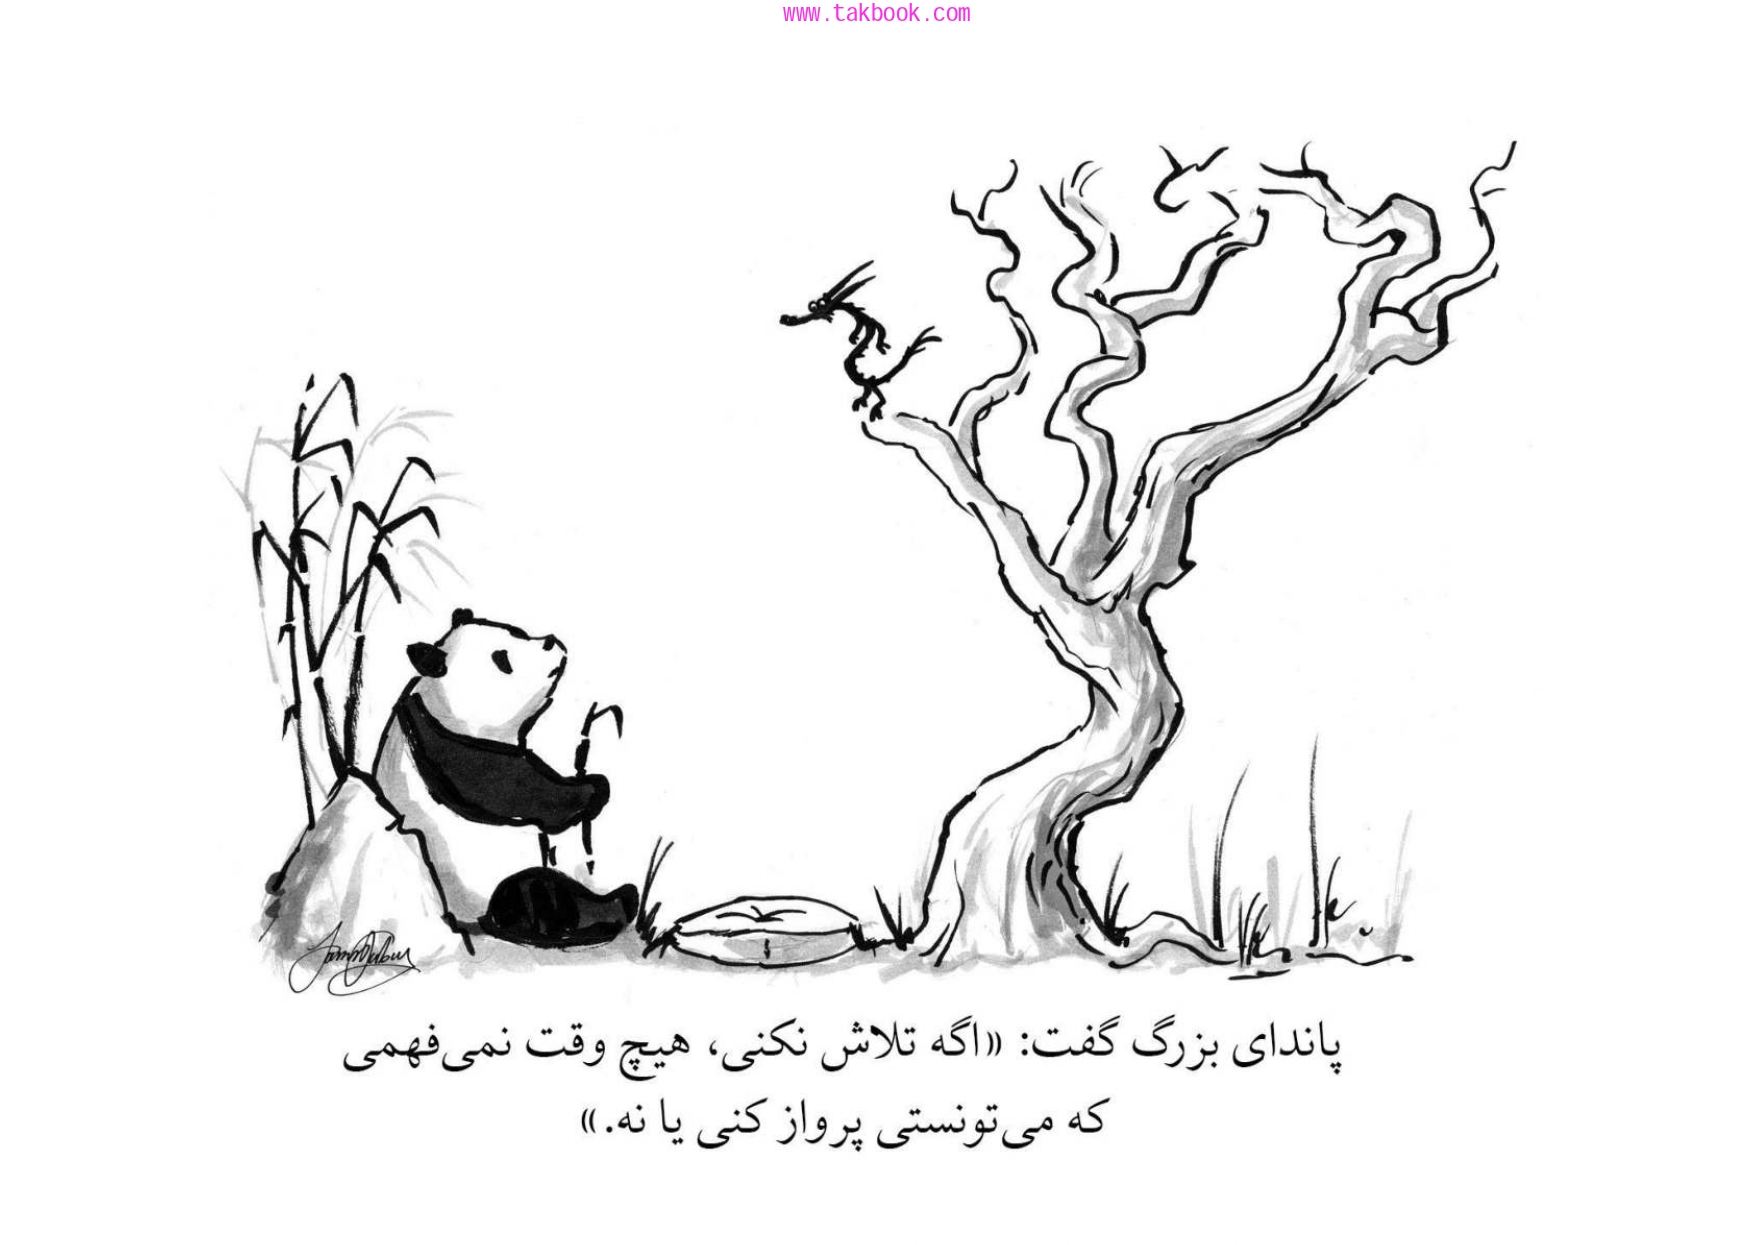 www.takbook.com
پاندای بزرگ گفت: «اگه تلاش نکنی، هیچ وقت نمی‌فهمی
که می‌تونستی پرواز کنی یا نه.»